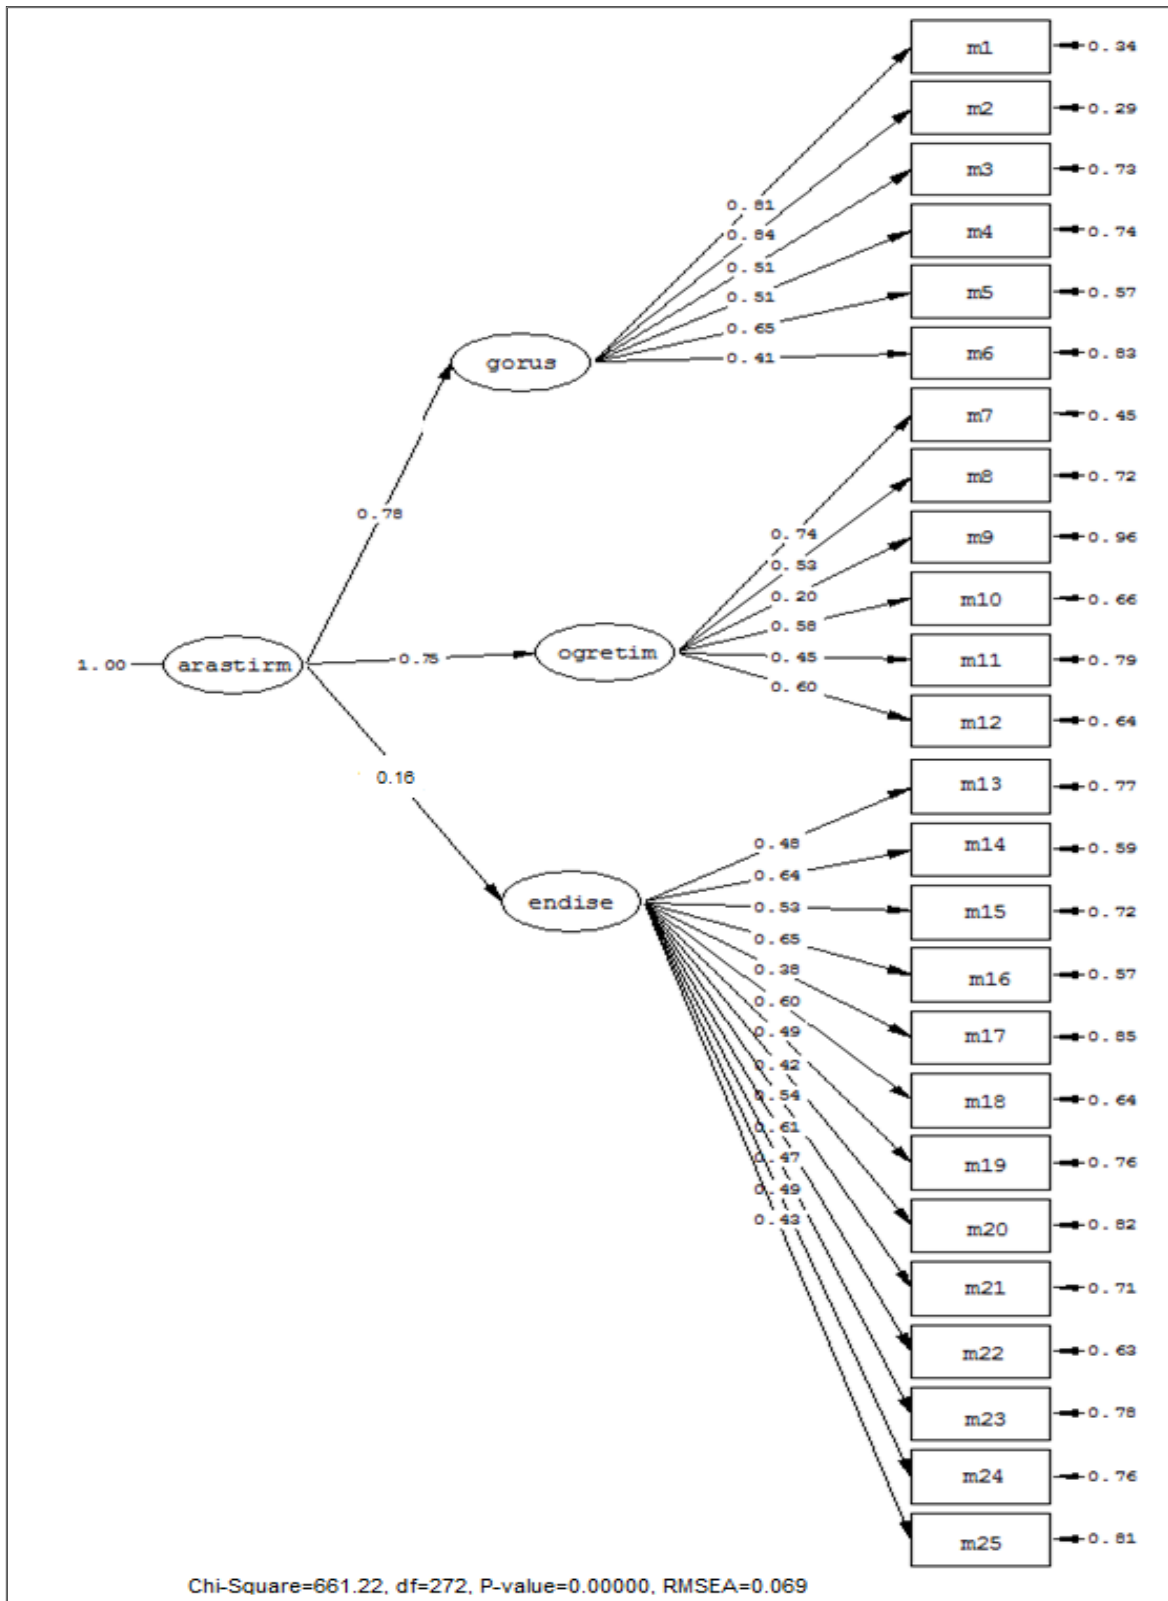 m1 0.34
m2 0.29
m3 0.73
m4 0.74
m5 0.57
m6 0.83
m7 0.45
m8 0.72
m9 0.96
m10 0.66
m11 0.79
m12 0.64
m13 0.77
m14 0.59
m15 0.72
m16 0.57
m17 0.85
m18 0.64
m19 0.76
m20 0.82
m21 0.71
m22 0.63
m23 0.78
m24 0.76
m25 0.81
0.81
0.84
0.51
0.51
0.65
0.41
gorus
0.78
0.74
0.53
0.20
0.58
0.45
0.60
ogretim
0.75
1.00 arastirm
0.16
endise
0.48
0.64
0.53
0.65
0.38
0.60
0.49
0.42
0.54
0.61
0.47
0.49
0.43
Chi-Square=661.22, df=272, P-value=0.00000, RMSEA=0.069